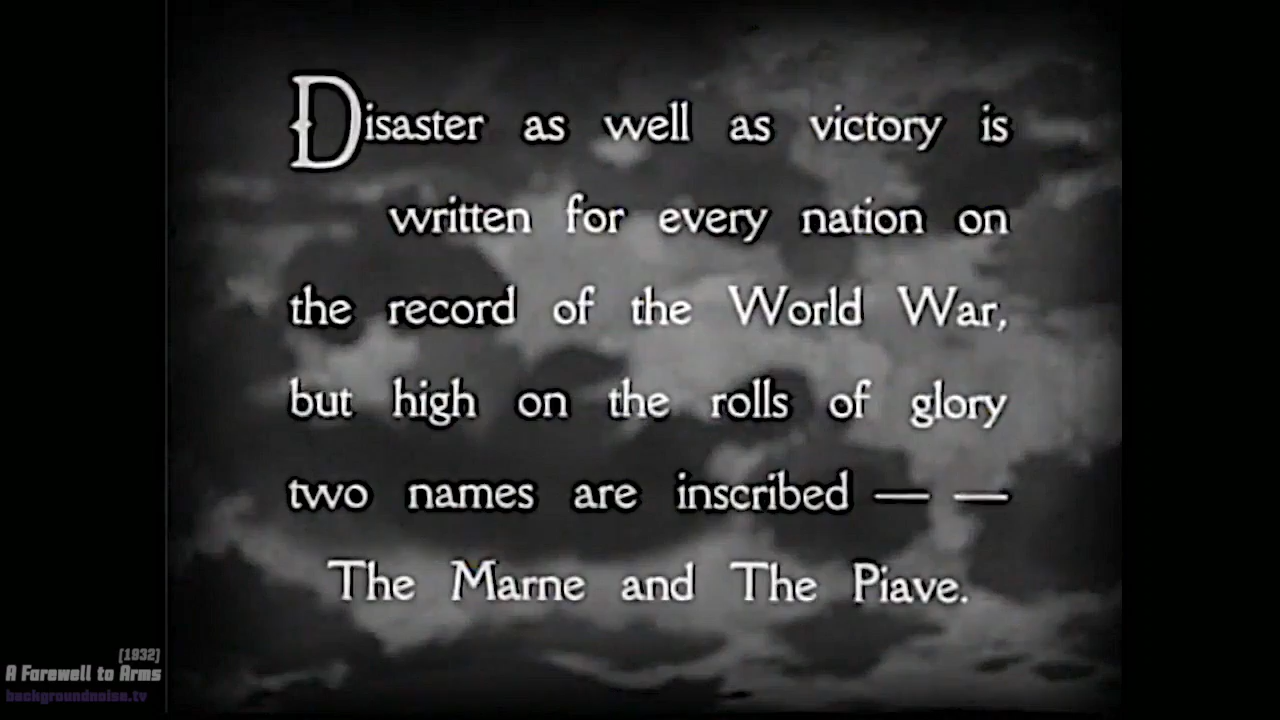 Disaster as well as victory is
written for every nation on
the record of the World War,
but high on the rolls of glory
two names are inscribed — —
The Marne and The Piave.
(1932)
A Farewell to Arms
backgroundnoise.tv